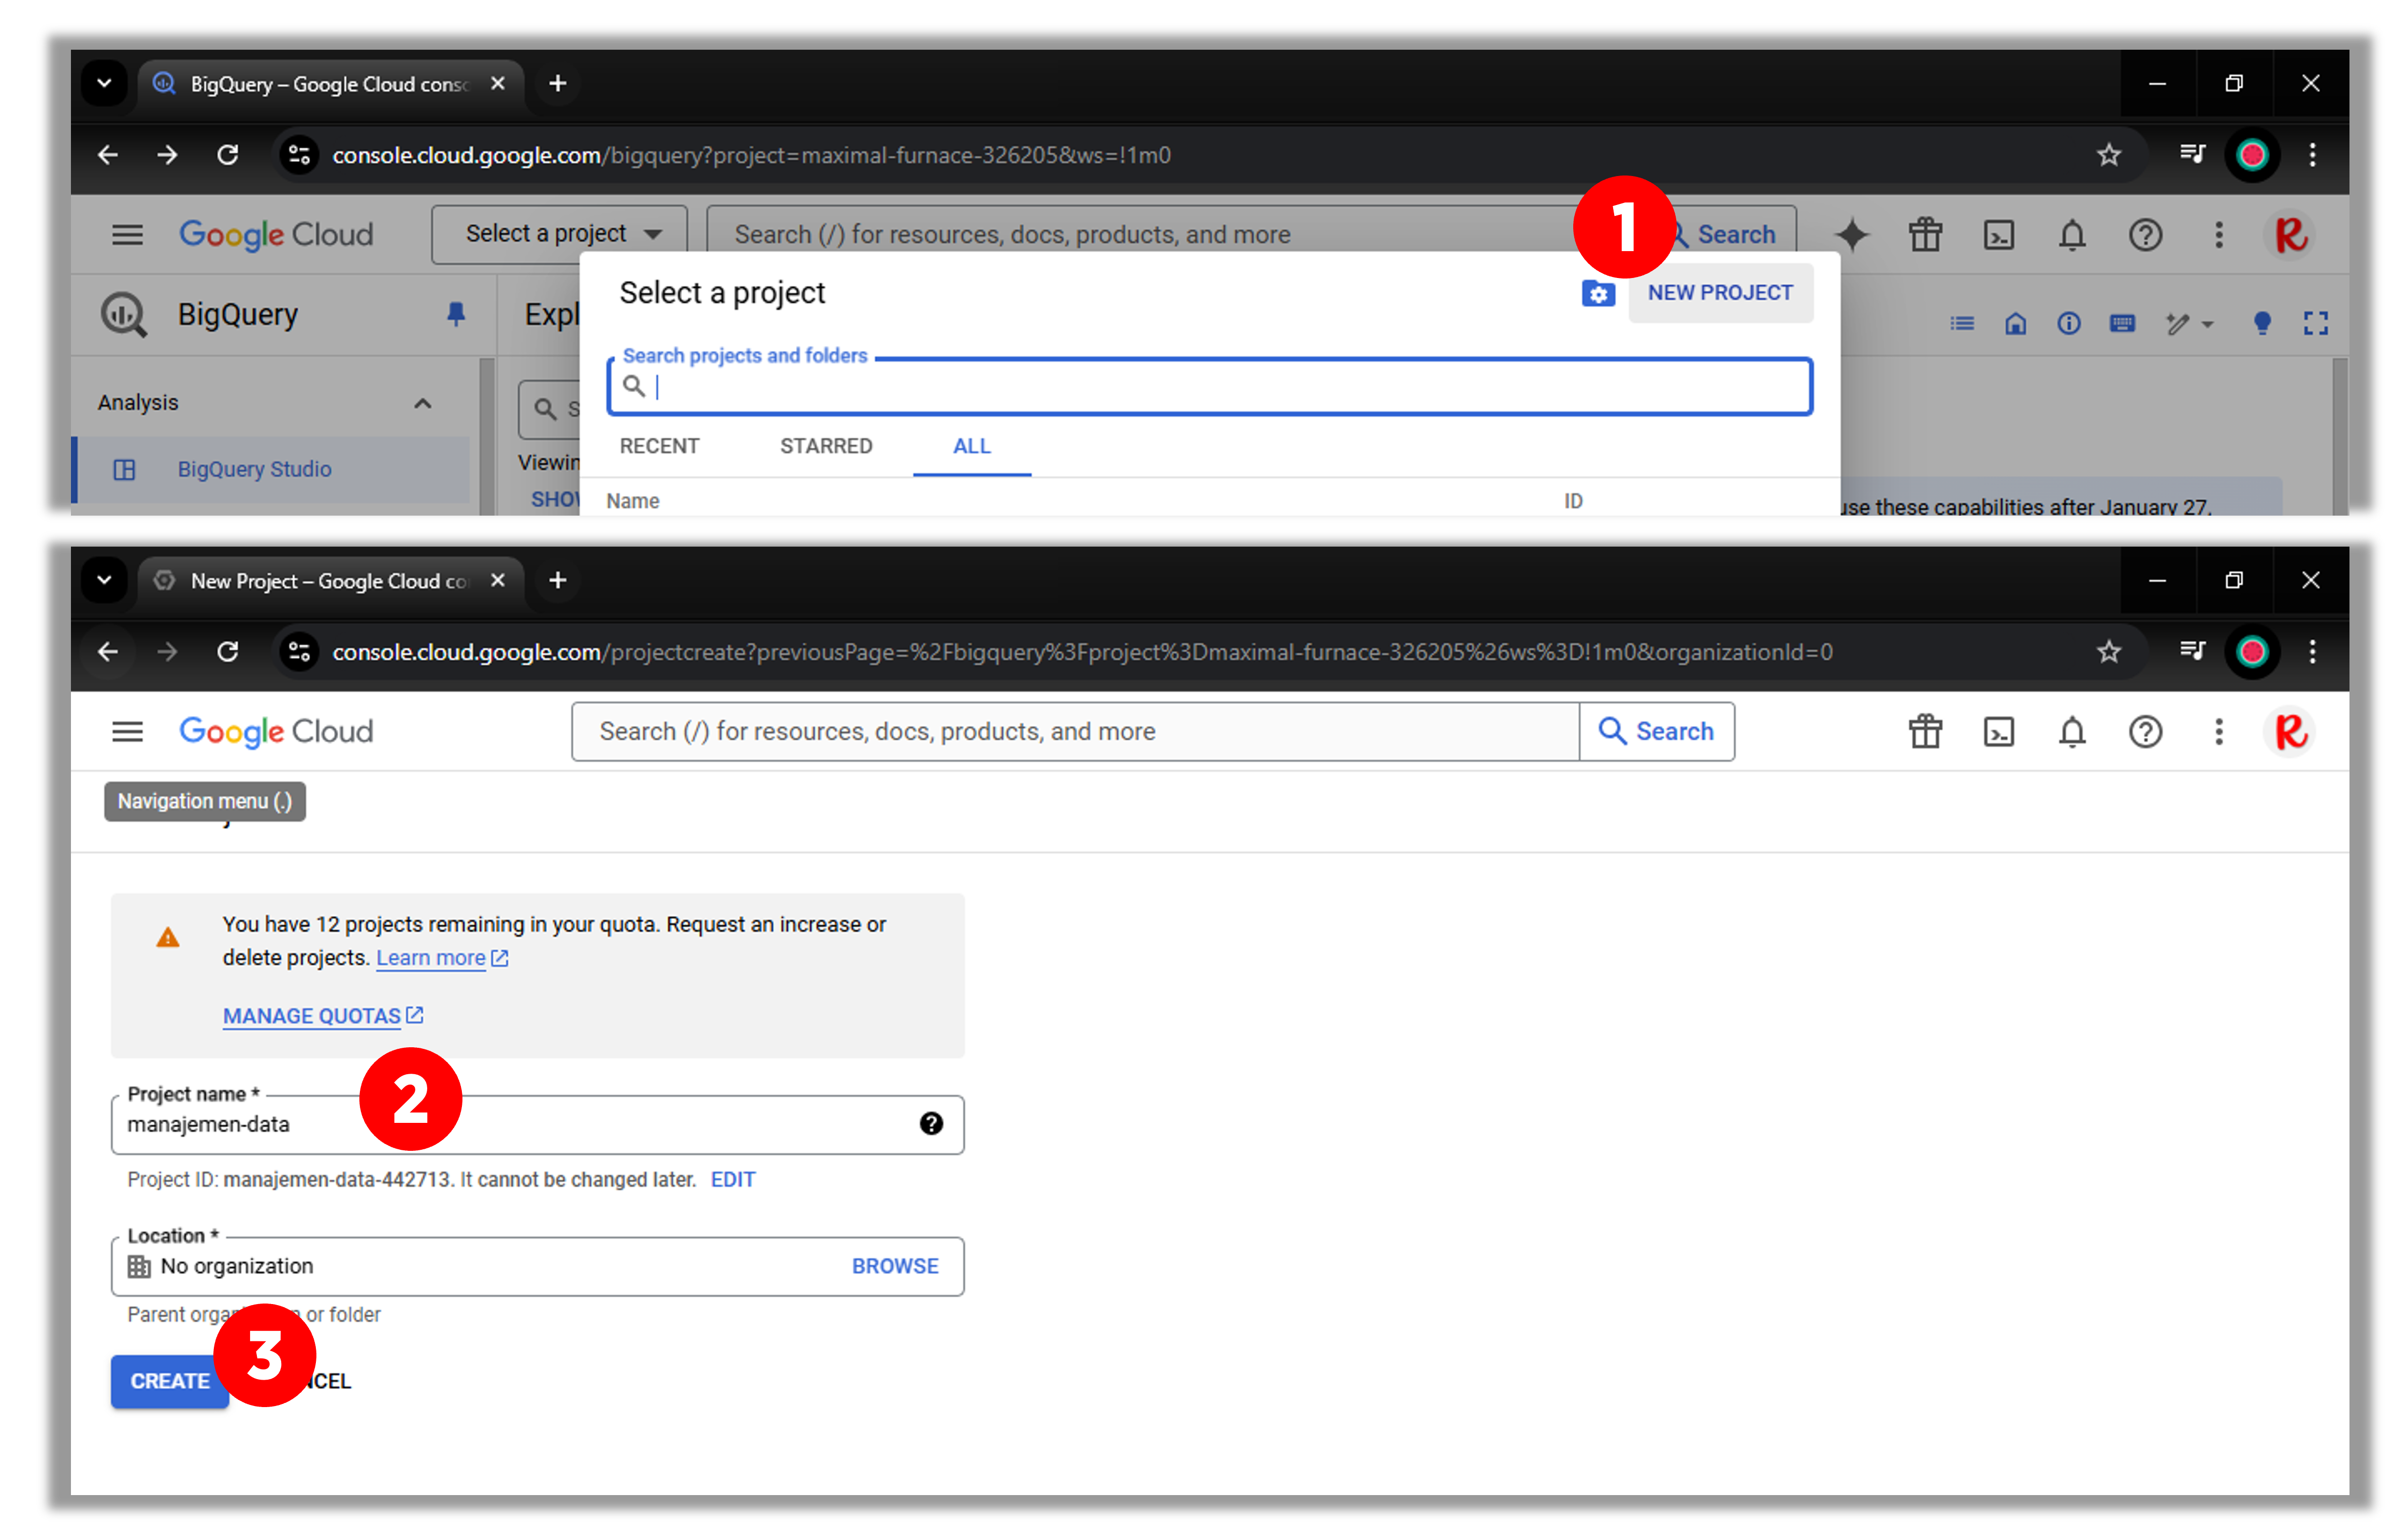 BigQuery – Google Cloud conso
console.cloud.google.com/bigquery?project=maximal-furnace-326205&ws=!1m0
1
Google Cloud
Select a project
Search (/) for resources, docs, products, and more
Search
R
BigQuery
Expl
Select a project
NEW PROJECT
Search projects and folders
Analysis
S
RECENT
STARRED
ALL
BigQuery Studio
Viewin
SHO
Name
ID
use these capabilities after January 27,
New Project – Google Cloud co
console.cloud.google.com/projectcreate?previousPage=%2Fbigquery%3Fproject%3Dmaximal-furnace-326205%26ws%3D!1m0&organizationId=0
Google Cloud
Search (/) for resources, docs, products, and more
Search
R
Navigation menu (.)
You have 12 projects remaining in your quota. Request an increase or
delete projects. Learn more
MANAGE QUOTAS
2
Project name *
manajemen-data
Project ID: manajemen-data-442713. It cannot be changed later. EDIT
Location *
No organization
BROWSE
Parent orga n or folder
3
CREATE
NCEL